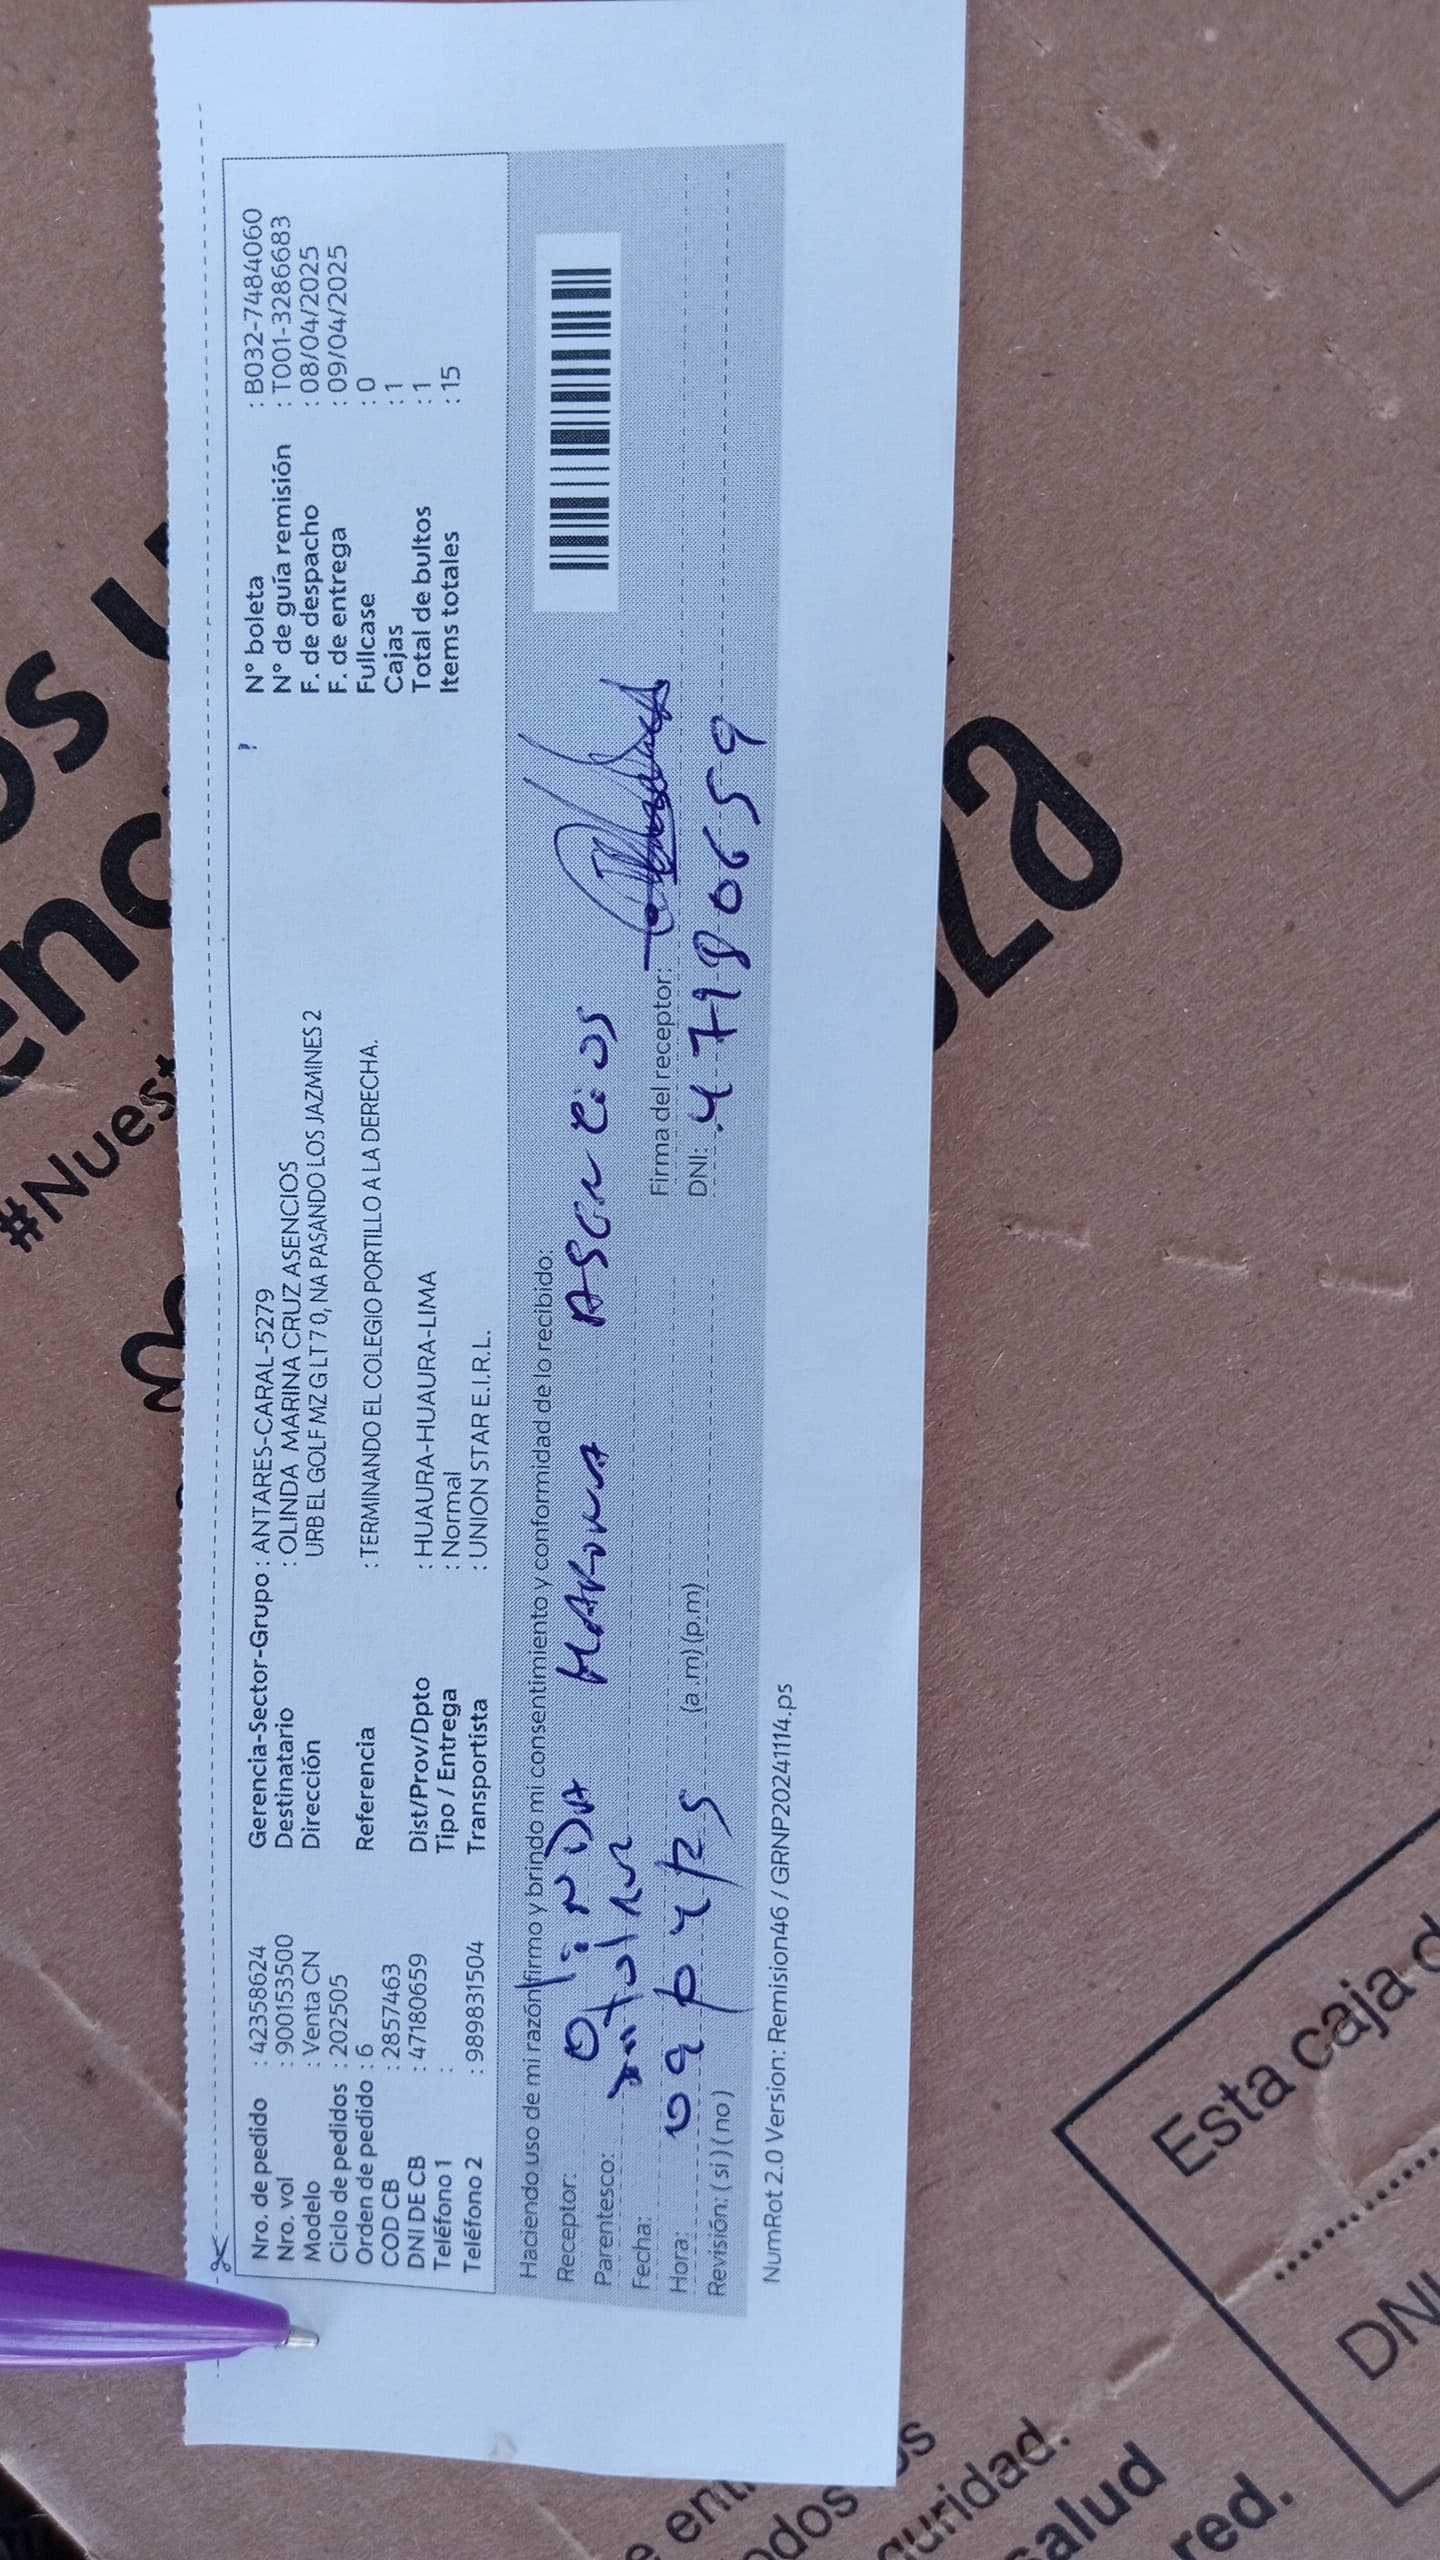 Nro. de pedido : 42358624 Gerencia-Sector-Grupo : ANTARES-CARAL-5279 N° boleta : B032-7484060
Nro. vol : 900153500 Destinatario : OLINDA MARINA CRUZ ASENCIOS N° de guía remisión : T001-3286683
Modelo : Venta CN Dirección URB EL GOLF MZ G LT 7 0, NA PASANDO LOS JAZMINES 2 F. de despacho : 08/04/2025
Ciclo de pedidos : 202505 F. de entrega : 09/04/2025
Orden de pedido : 6 Referencia : TERMINANDO EL COLEGIO PORTILLO A LA DERECHA. Fullcase : 0
COD CB : 2857463 Cajas : 1
DNI DE CB : 47180659 Dist/Prov/Dpto : HUAURA-HUAURA-LIMA Total de bultos : 1
Teléfono 1 : Tipo / Entrega : Normal Items totales : 15
Teléfono 2 : 989831504 Transportista : UNION STAR E.I.R.L.
Haciendo uso de mi razón firmo y brindo mi consentimiento y conformidad de lo recibido:
Receptor: Olinda Marina Asencios
Parentesco: titular
Fecha: 09/04/25 Firma del receptor:
Hora: (a.m) (p.m) DNI: 47180659
Revisión: ( si ) ( no )
NumRot 2.0 Version: Remision46 / GRNP20241114.ps
#Nuest
Esta caja d
DNI
guridad.
salud
red.